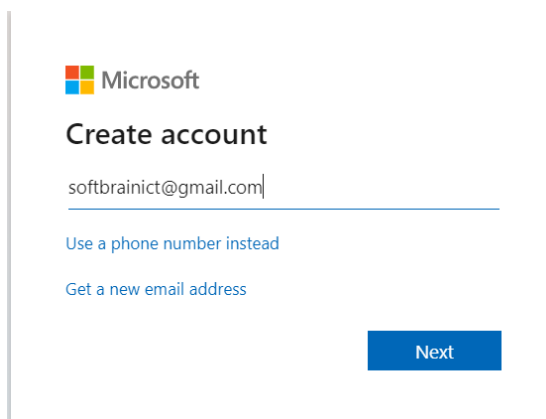 Microsoft
Create account
softbrainict@gmail.com
Use a phone number instead
Get a new email address
Next